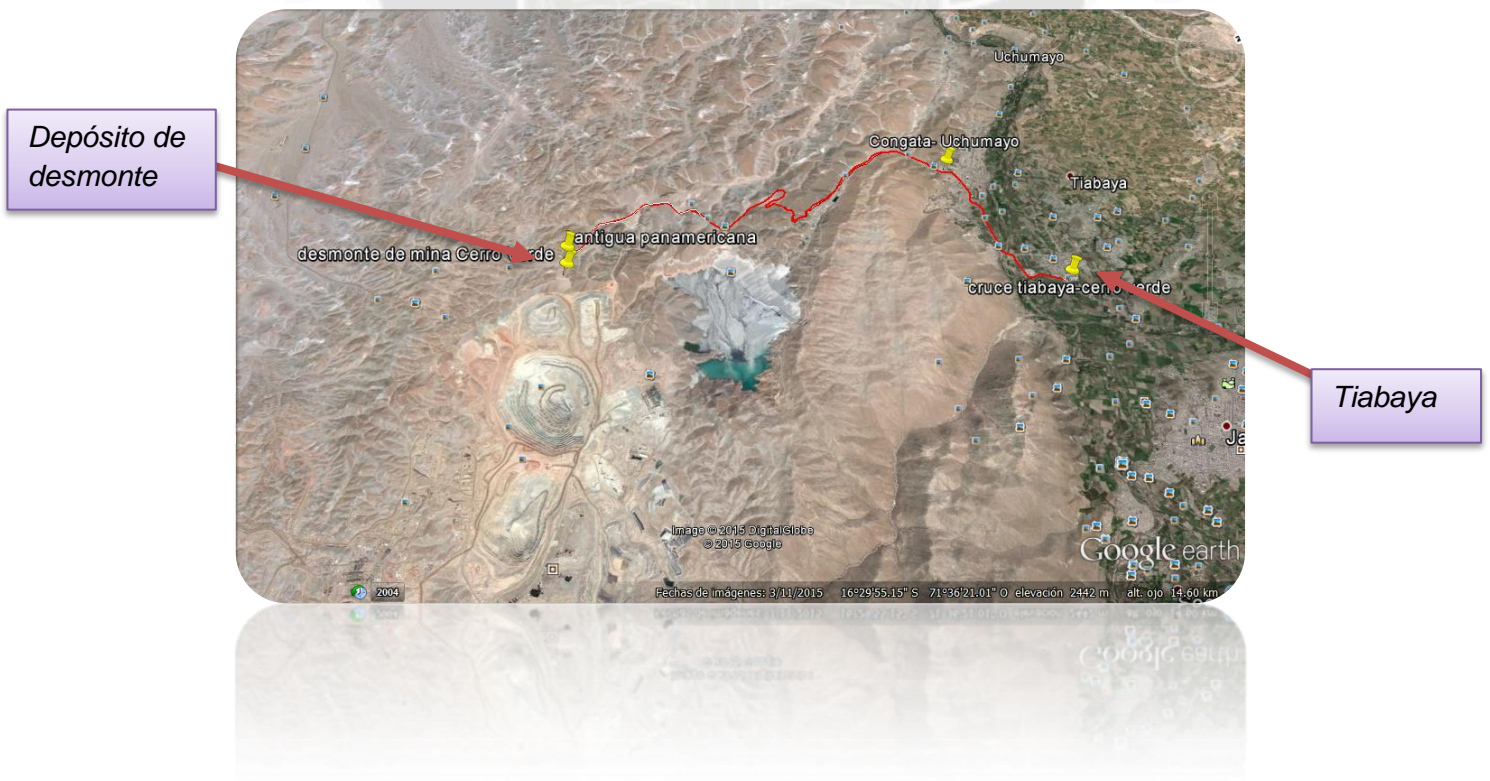 Uchumayo
Depósito de
desmonte
Congata- Uchumayo
Tiabaya
antigua panamericana
desmonte de mina Cerro
cruce tiabaya-cerro verde
Tiabaya
Ja
Image © 2015 DigitalGlobe
© 2015 Google
Google earth
2004
Fechas de imágenes: 3/11/2015 16°29'55.15" S 71°36'21.01" O elevación 2442 m alt. ojo 14.60 km